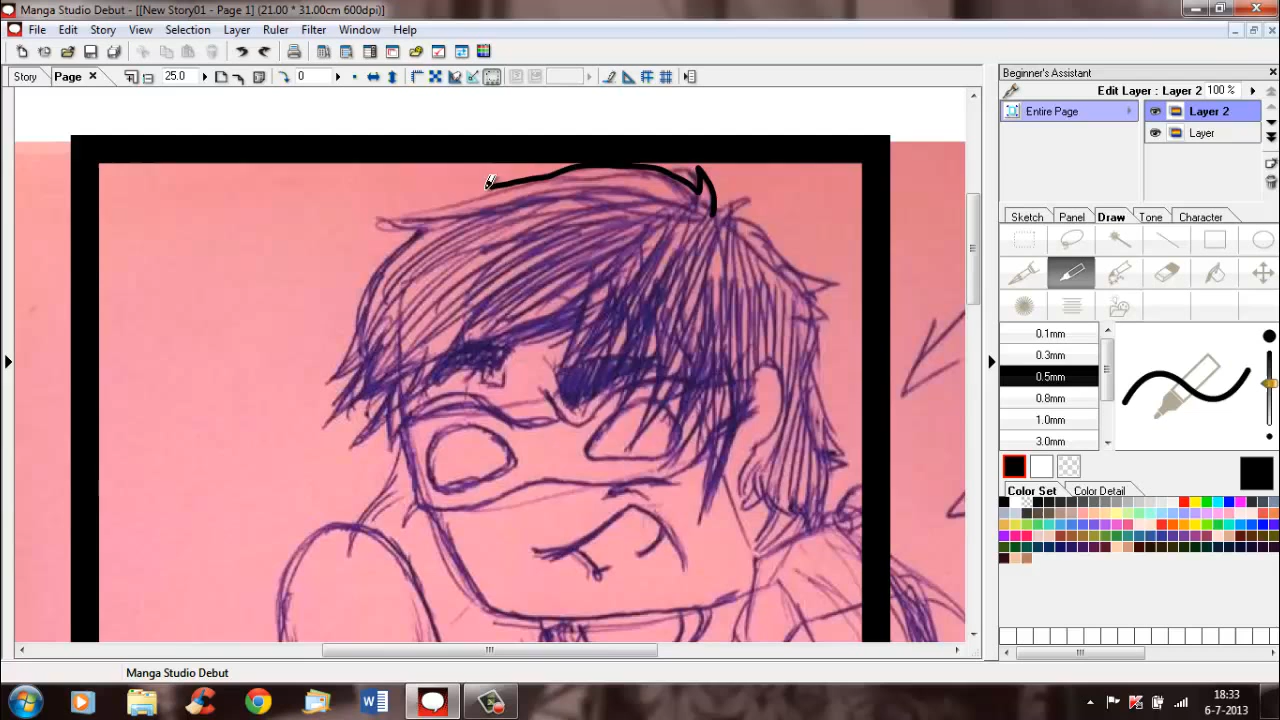 Manga Studio Debut - [[New Story01 - Page 1] (21.00 * 31.00cm 600dpi)]
File Edit Story View Selection Layer Ruler Filter Window Help
Story Page 25.0 0
Beginner's Assistant
Edit Layer : Layer 2 100 %
Entire Page Layer 2
Layer
Sketch Panel Draw Tone Character
0.1mm
0.3mm
0.5mm
0.8mm
1.0mm
3.0mm
Color Set Color Detail
Manga Studio Debut
18:33
6-7-2013